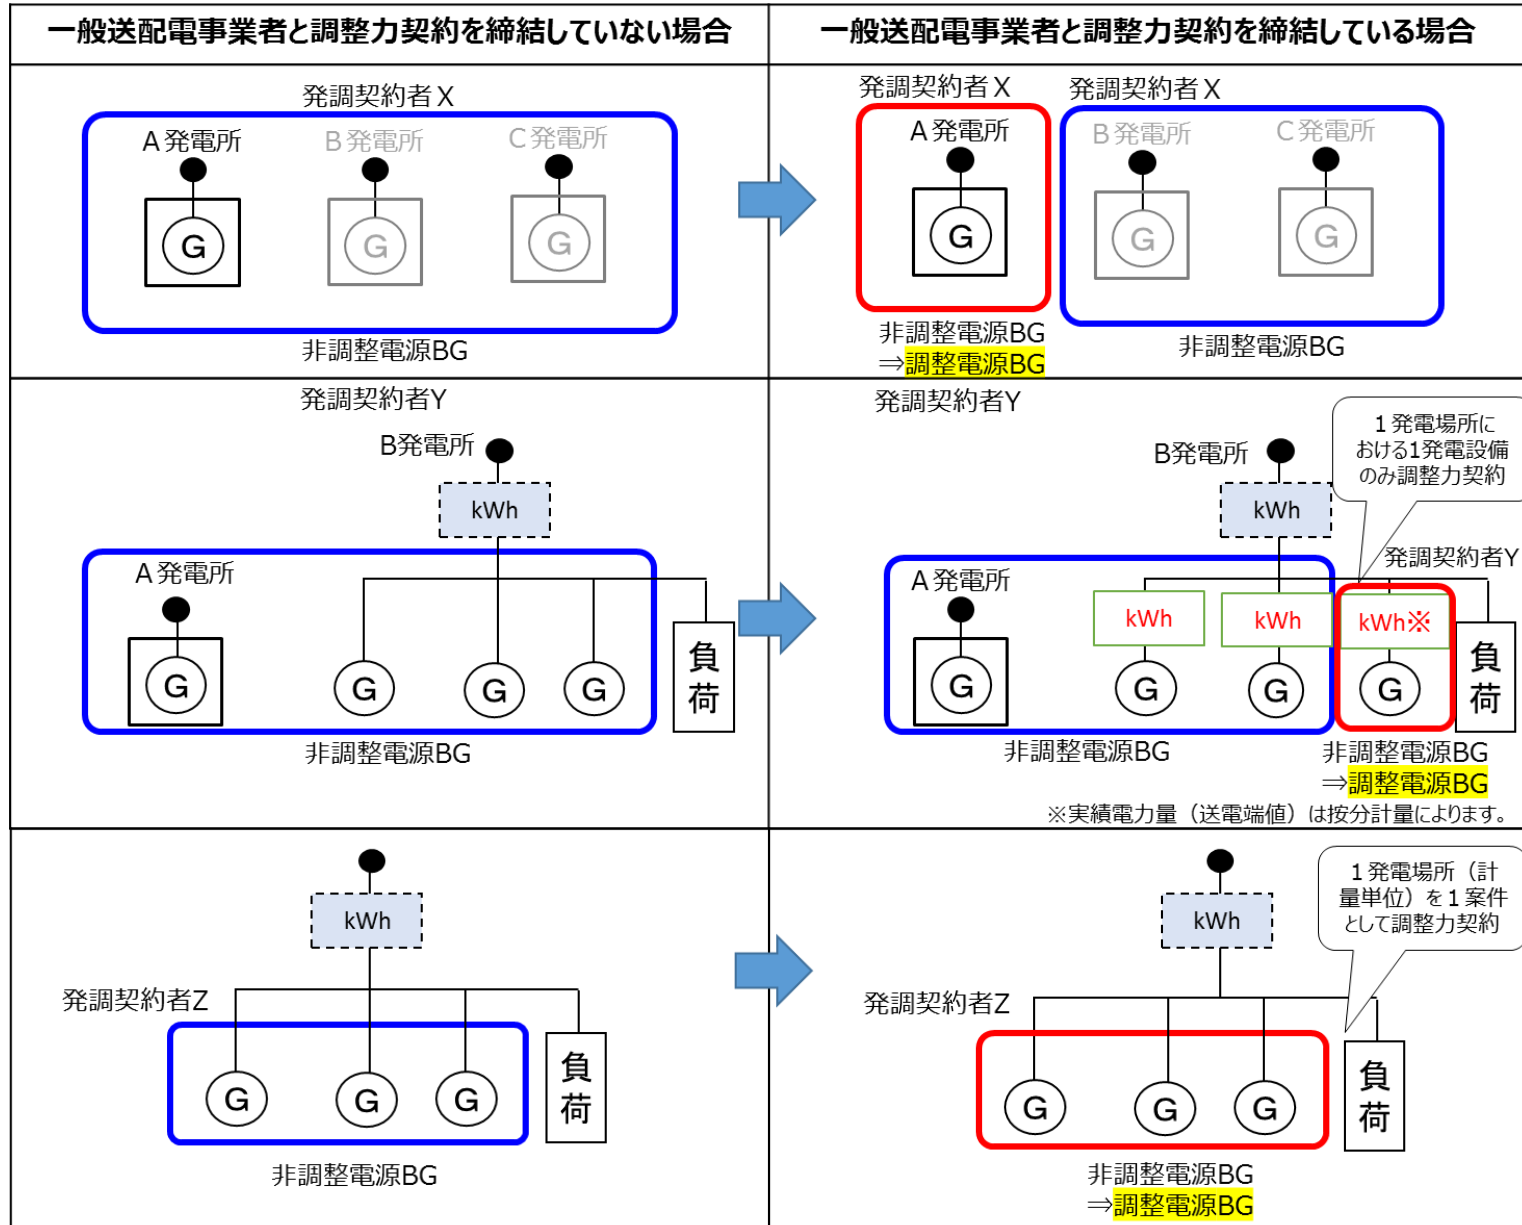 一般送配電事業者と調整力契約を締結していない場合
一般送配電事業者と調整力契約を締結している場合
発調契約者X
A発電所
B発電所
C発電所
G
G
G
非調整電源BG
発調契約者X
発調契約者X
A発電所
B発電所
C発電所
G
G
G
非調整電源BG
⇒調整電源BG
非調整電源BG
発調契約者Y
B発電所
kWh
A発電所
G
G
G
G
負
荷
非調整電源BG
発調契約者Y
B発電所
kWh
1発電場所に
おける1発電設備
のみ調整力契約
発調契約者Y
A発電所
kWh
kWh
kWh※
G
G
G
G
負
荷
非調整電源BG
非調整電源BG
⇒調整電源BG
※実績電力量（送電端値）は按分計量によります。
kWh
発調契約者Z
G
G
G
負
荷
非調整電源BG
kWh
1発電場所（計
量単位）を1案件
として調整力契約
発調契約者Z
G
G
G
負
荷
非調整電源BG
⇒調整電源BG